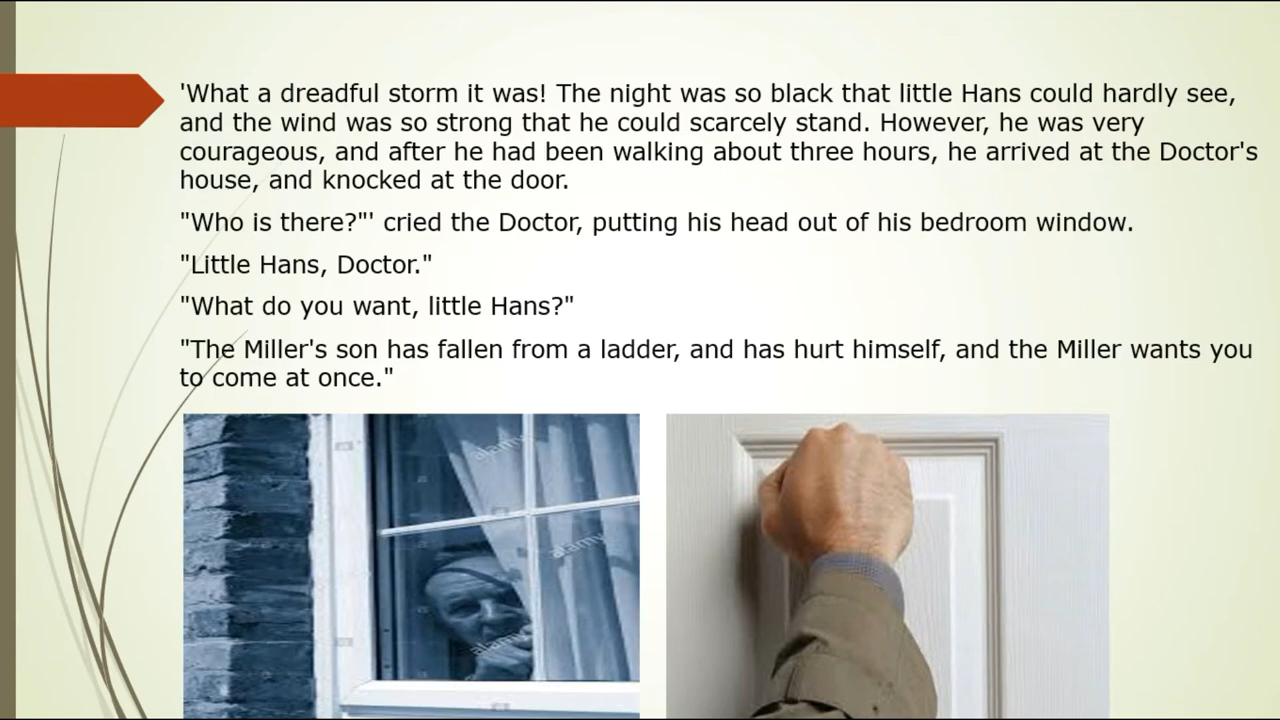 'What a dreadful storm it was! The night was so black that little Hans could hardly see,
and the wind was so strong that he could scarcely stand. However, he was very
courageous, and after he had been walking about three hours, he arrived at the Doctor's
house, and knocked at the door.
"Who is there?"' cried the Doctor, putting his head out of his bedroom window.
"Little Hans, Doctor."
"What do you want, little Hans?"
"The Miller's son has fallen from a ladder, and has hurt himself, and the Miller wants you
to come at once."
alamy
alamy
alamy